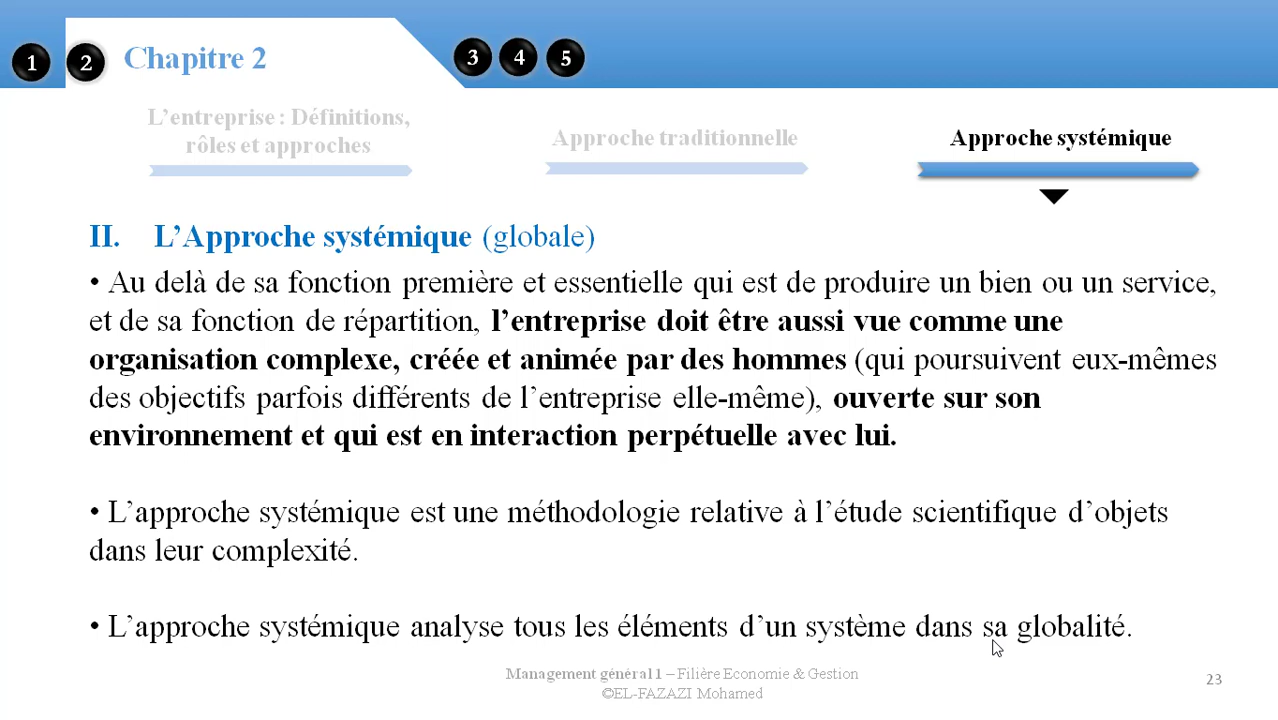 1
2
Chapitre 2
3
4
5
L’entreprise : Définitions,
rôles et approches
Approche traditionnelle
Approche systémique
II. L’Approche systémique (globale)
• Au delà de sa fonction première et essentielle qui est de produire un bien ou un service,
et de sa fonction de répartition, l’entreprise doit être aussi vue comme une
organisation complexe, créée et animée par des hommes (qui poursuivent eux-mêmes
des objectifs parfois différents de l’entreprise elle-même), ouverte sur son
environnement et qui est en interaction perpétuelle avec lui.
• L’approche systémique est une méthodologie relative à l’étude scientifique d’objets
dans leur complexité.
• L’approche systémique analyse tous les éléments d’un système dans sa globalité.
Management général 1 – Filière Economie & Gestion
©EL-FAZAZI Mohamed
23